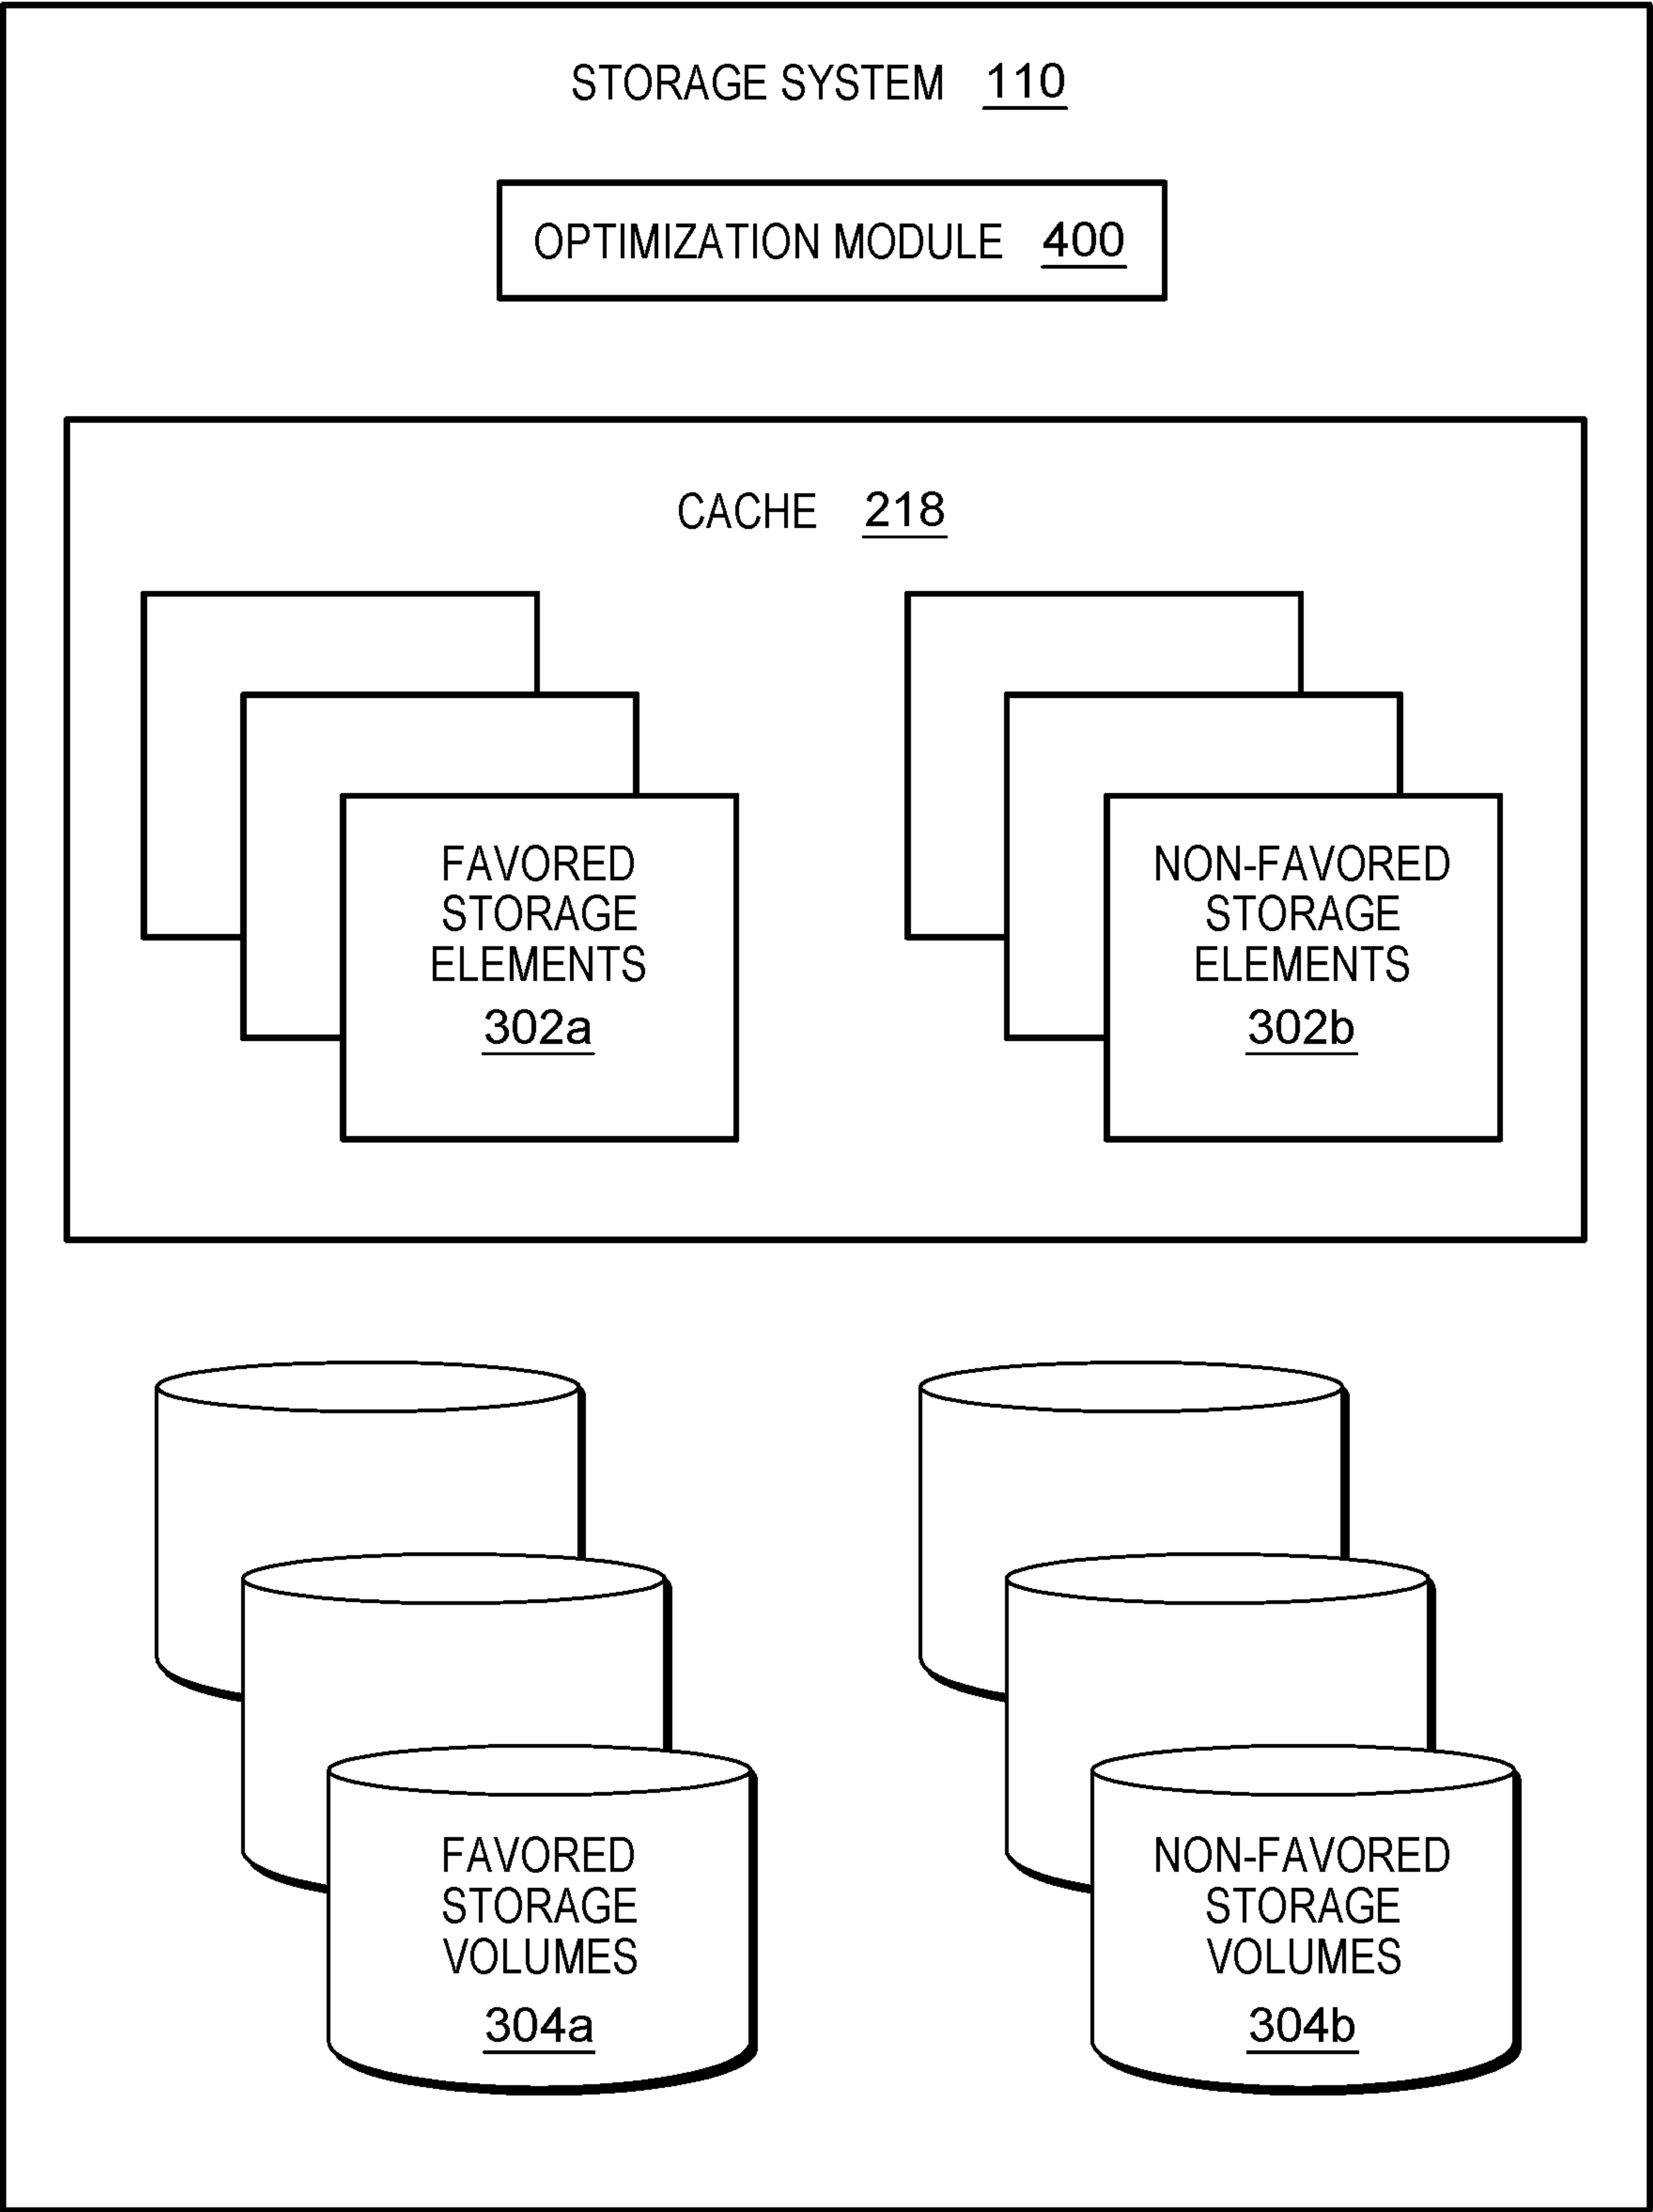 STORAGE SYSTEM 110
OPTIMIZATION MODULE 400
CACHE 218
FAVORED
STORAGE
ELEMENTS
302a
NON-FAVORED
STORAGE
ELEMENTS
302b
FAVORED
STORAGE
VOLUMES
304a
NON-FAVORED
STORAGE
VOLUMES
304b